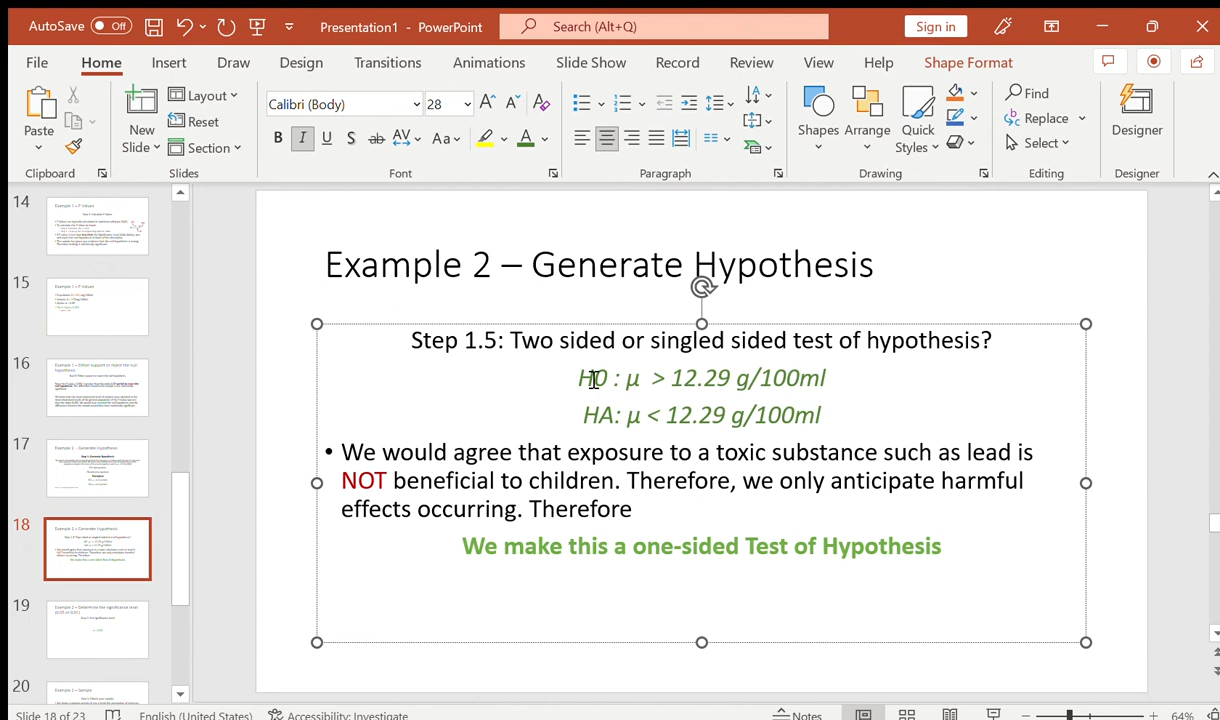 AutoSave Off Presentation1 - PowerPoint Search (Alt+Q) Sign in
File Home Insert Draw Design Transitions Animations Slide Show Record Review View Help Shape Format
Paste
New
Slide
Layout
Reset
Section
Calibri (Body) 28
B I U S ab AV Aa A
Shapes Arrange Quick
Styles
Find
Replace
Select
Designer
Clipboard Slides Font Paragraph Drawing Editing Designer
14
15
16
17
18
19
20
Example 2 – Generate Hypothesis
Step 1.5: Two sided or singled sided test of hypothesis?
H0 : μ > 12.29 g/100ml
HA: μ < 12.29 g/100ml
• We would agree that exposure to a toxic substance such as lead is
NOT beneficial to children. Therefore, we only anticipate harmful
effects occurring. Therefore
We make this a one-sided Test of Hypothesis
Slide 18 of 23 English (United States) Accessibility: Investigate Notes 64%